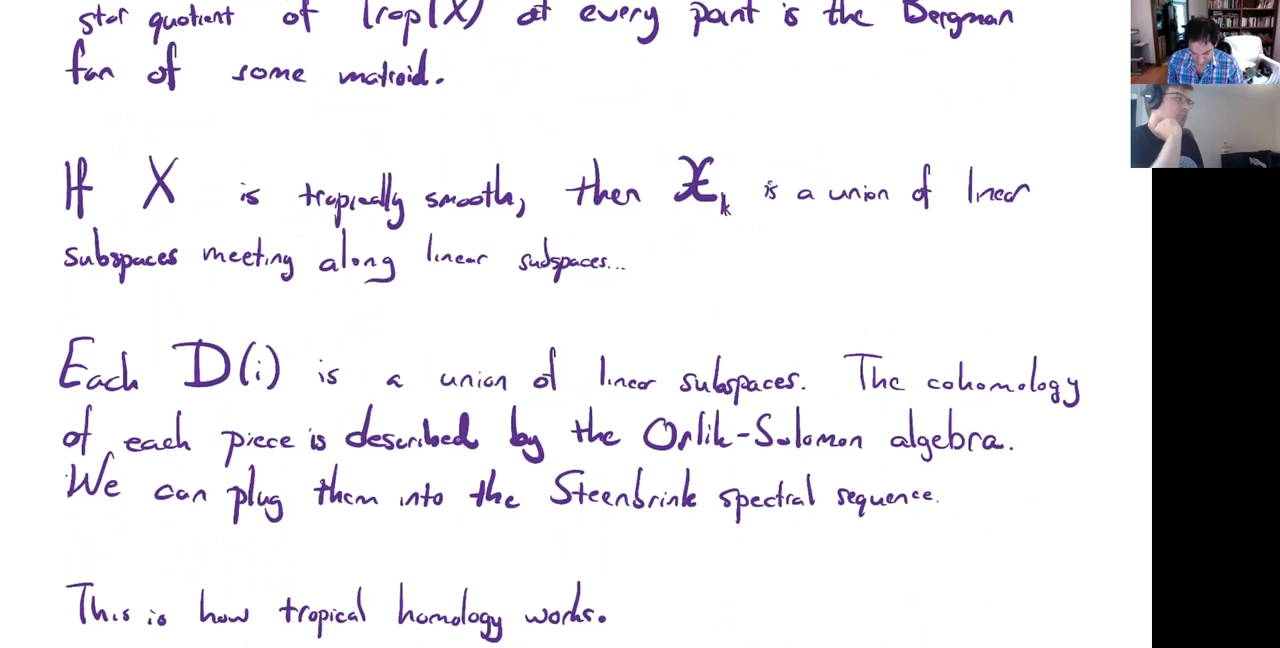 star quotient of Trop(X) at every point is the Bergman
fan of some matroid.
If X is tropically smooth, then 𝒳ₖ is a union of linear
subspaces meeting along linear subspaces...
Each D(i) is a union of linear subspaces. The cohomology
of each piece is described by the Orlik-Solomon algebra.
We can plug them into the Steenbrink spectral sequence.
This is how tropical homology works.